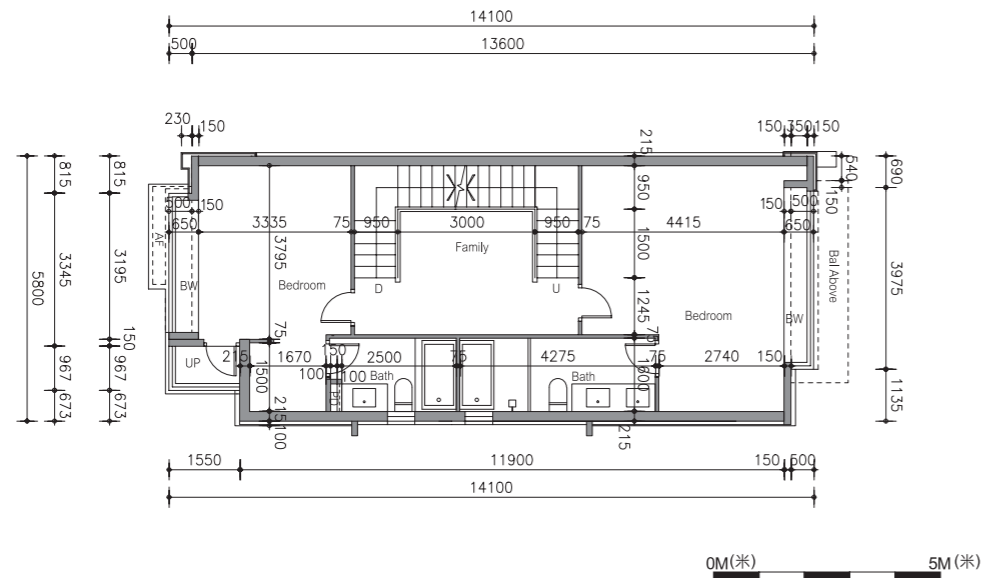 14100
500 13600
230 150 150 350 150
215
815 815 950 540 690
150
500 150 150 500
650 3335 75 950 3000 950 75 4415 650
AF Family
3795 1500
5800 3345 3195 Bal Above 3975
BW Bedroom D U
1245 Bedroom BW
150 75 75
UP 215 1670 150 2500 75 4275 75 2740 150
967 967 1500 100 100 Bath Bath 1600
673 673 PD 1135
215 100 215
1550 11900 150 600
14100
0M(米) 5M(米)